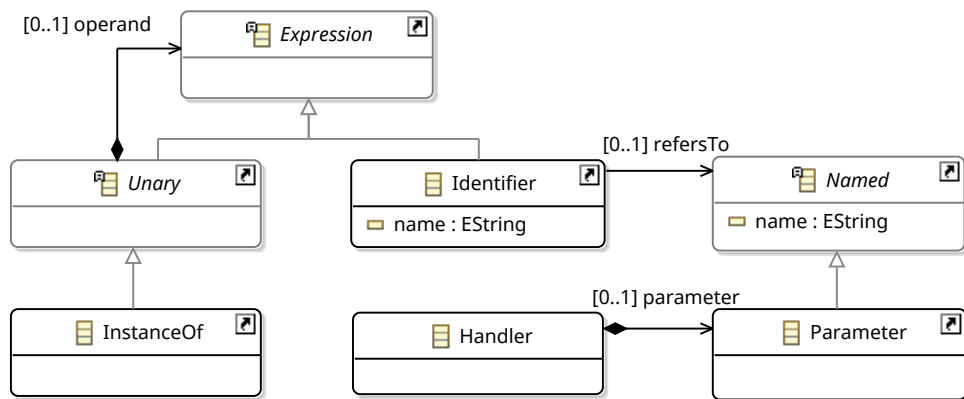 [0..1] operand
Expression
Unary
Identifier
name : EString
[0..1] refersTo
Named
name : EString
InstanceOf
Handler
[0..1] parameter
Parameter